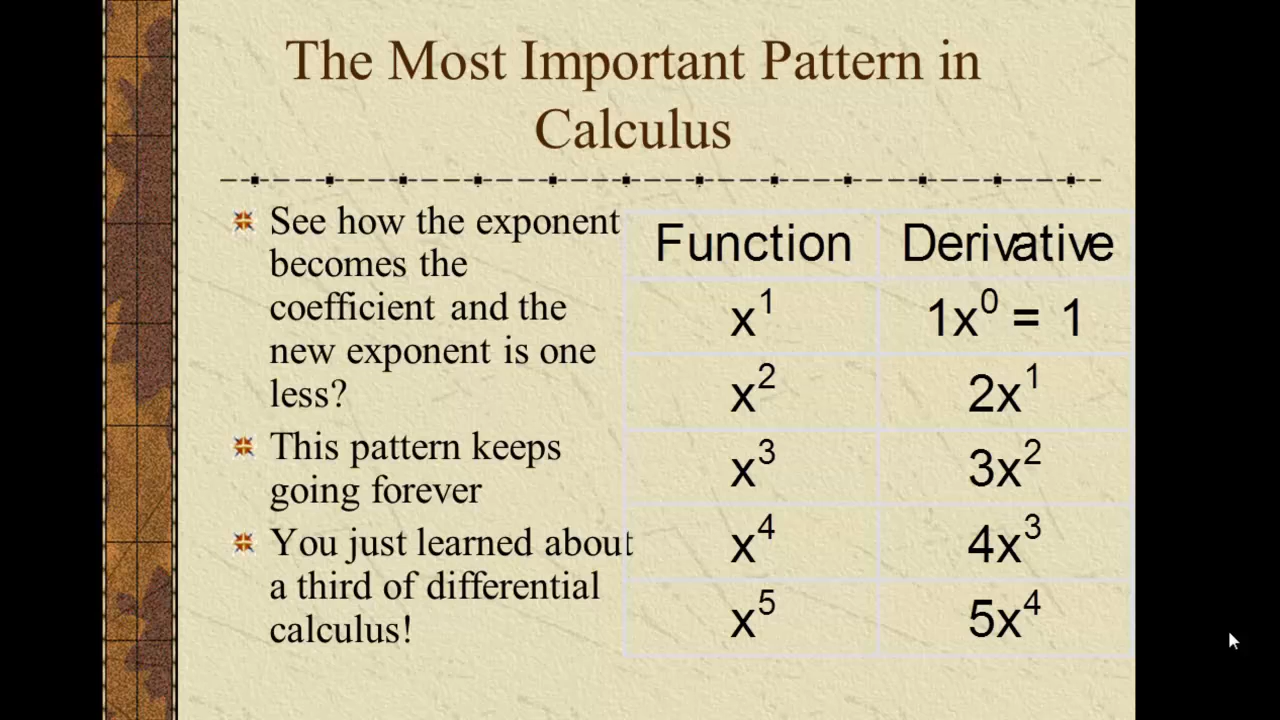 The Most Important Pattern in
Calculus
See how the exponent
becomes the
coefficient and the
new exponent is one
less?
This pattern keeps
going forever
You just learned about
a third of differential
calculus!
Function Derivative
x¹ 1x⁰ = 1
x² 2x¹
x³ 3x²
x⁴ 4x³
x⁵ 5x⁴